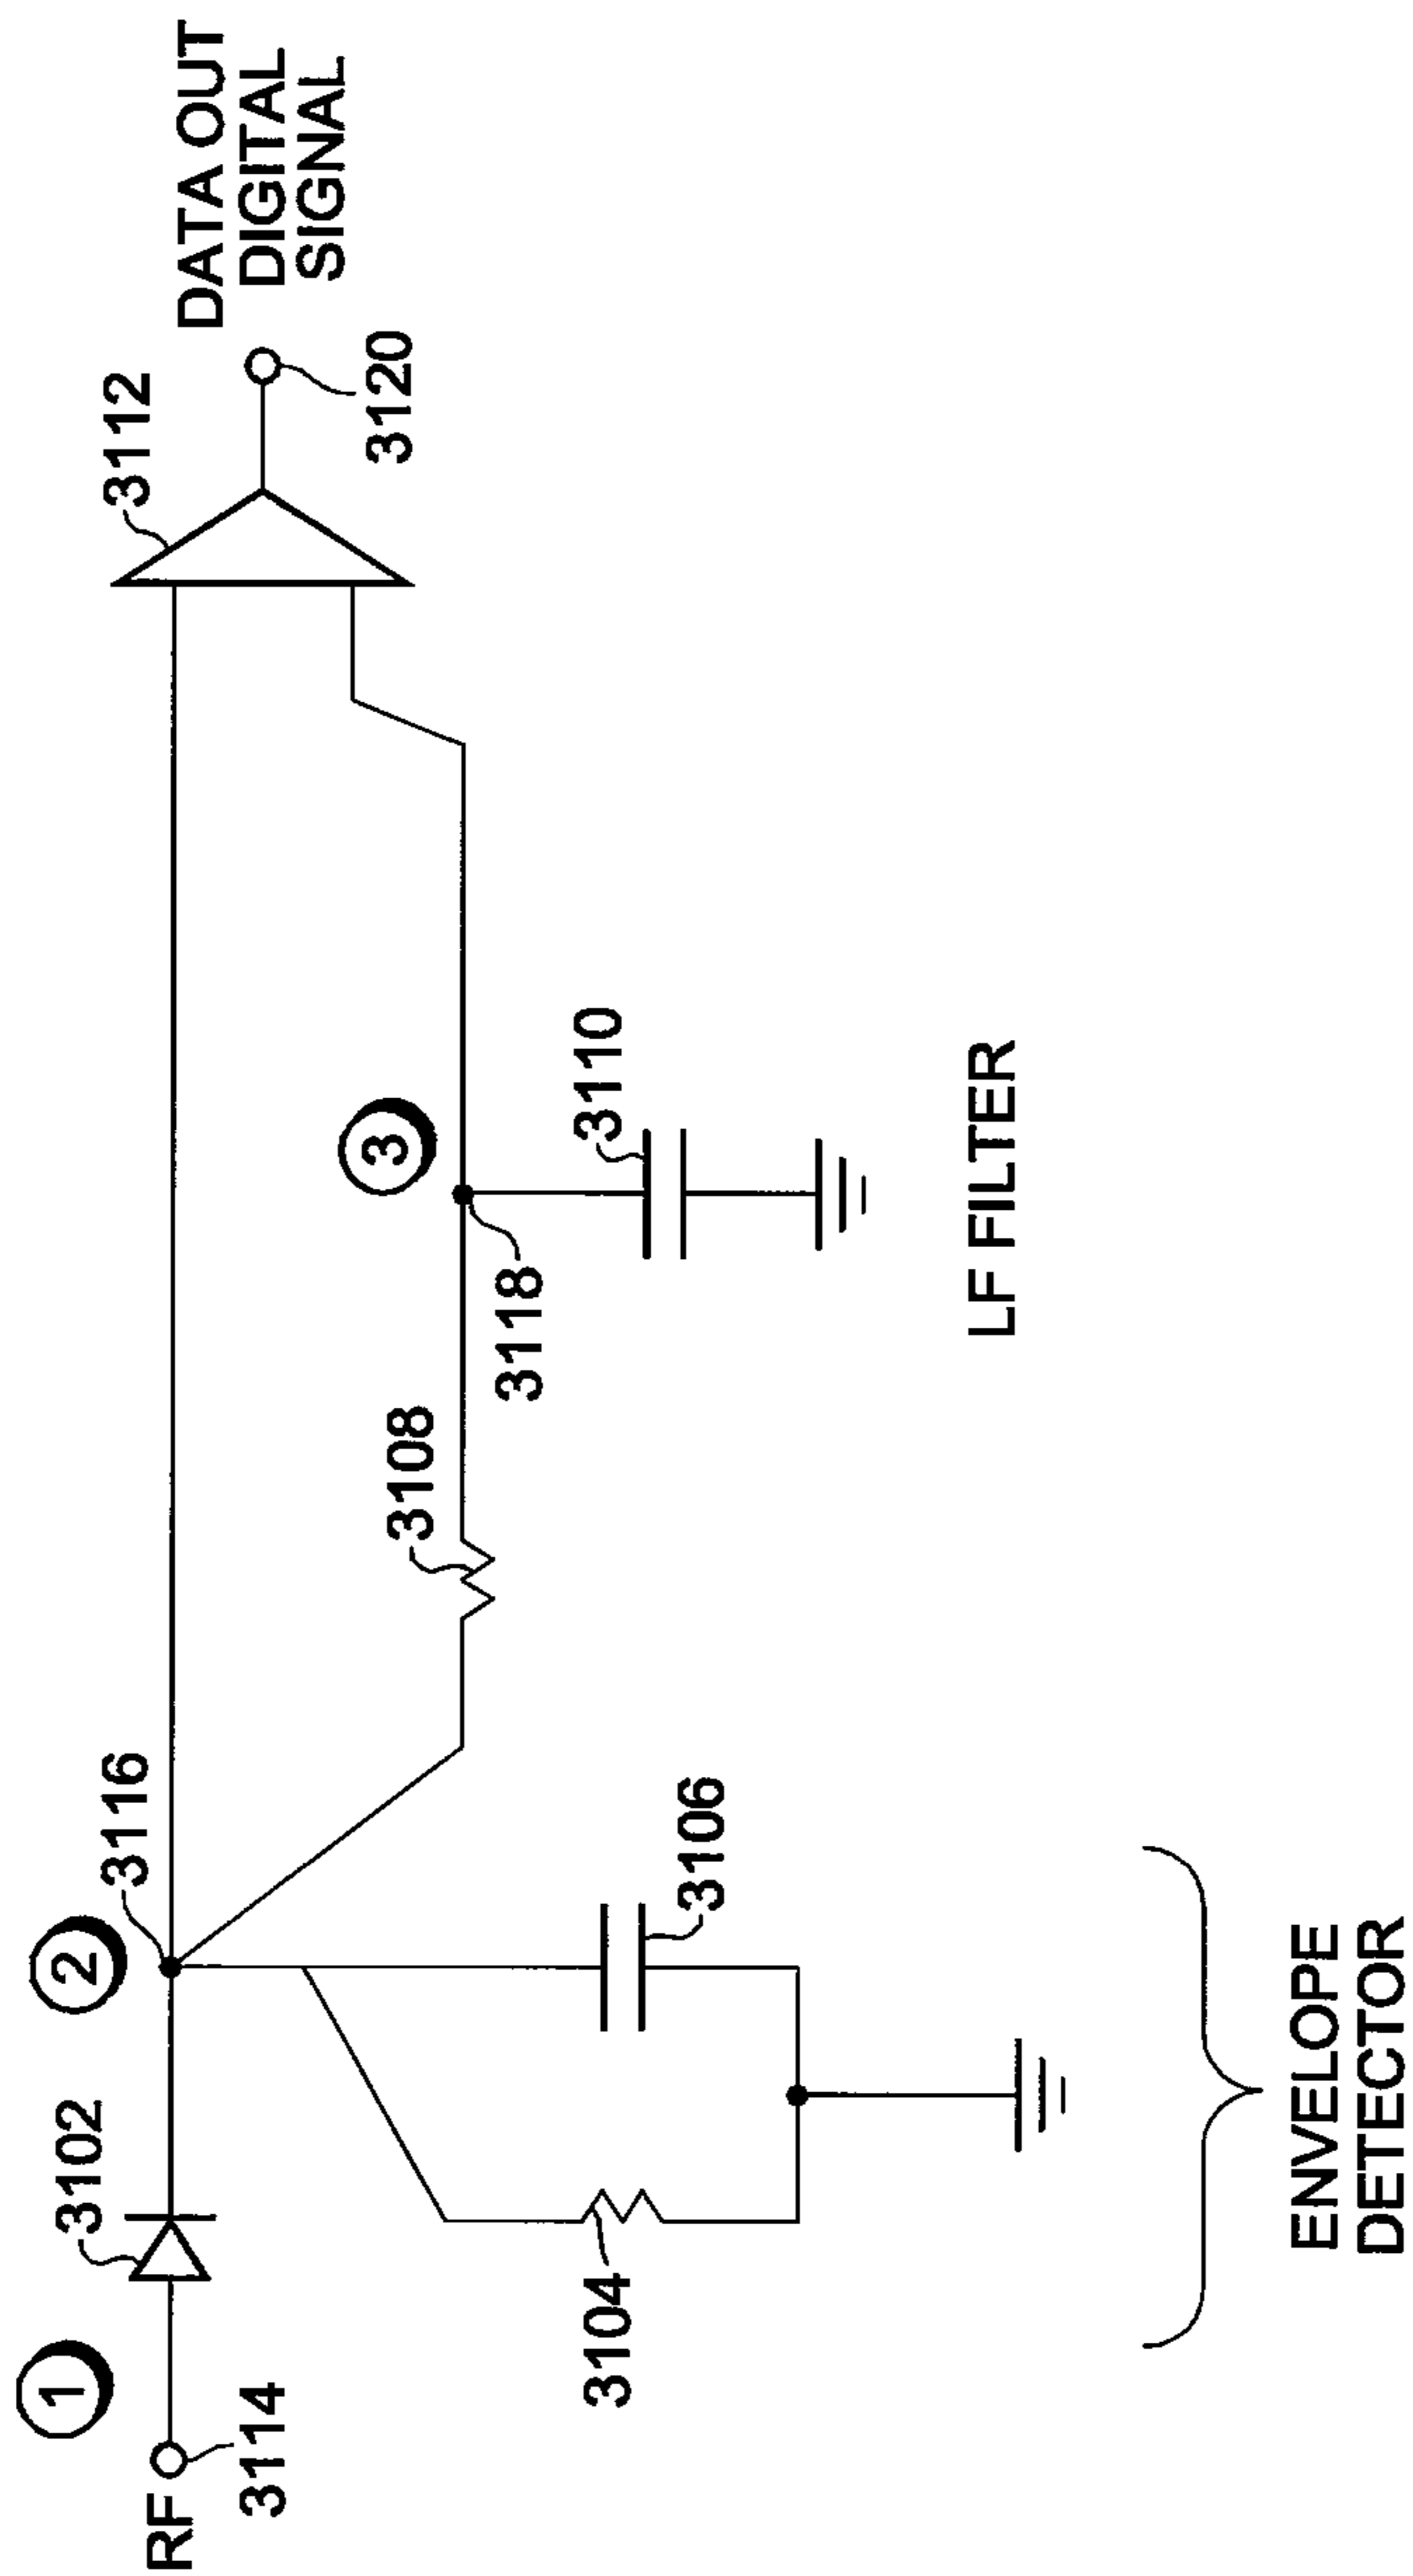 RF
3114
1
3102
2
3116
3104
3106
3108
3118
3
3110
3112
3120
DATA OUT
DIGITAL
SIGNAL
ENVELOPE
DETECTOR
LF FILTER